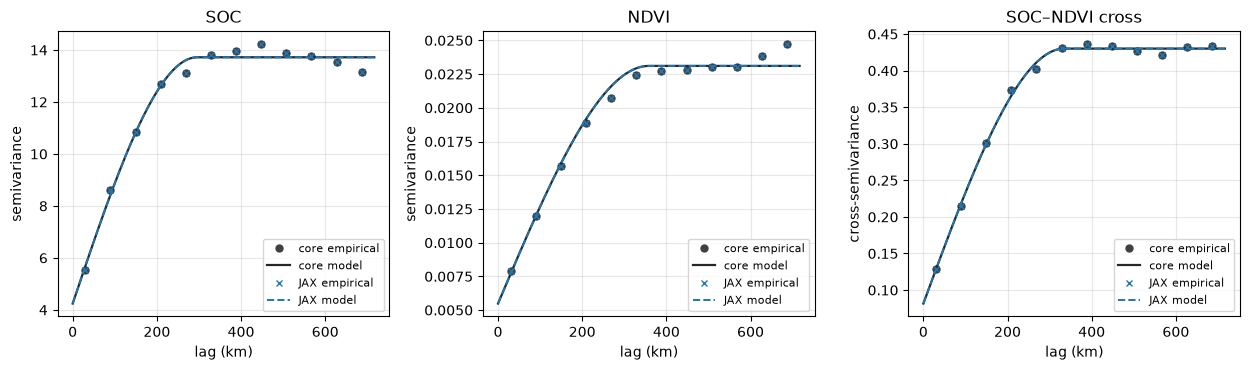 SOC
semivariance
14
12
10
8
6
4
0
200
400
600
lag (km)
core empirical
core model
JAX empirical
JAX model
NDVI
semivariance
0.0250
0.0225
0.0200
0.0175
0.0150
0.0125
0.0100
0.0075
0.0050
0
200
400
600
lag (km)
core empirical
core model
JAX empirical
JAX model
SOC–NDVI cross
cross-semivariance
0.45
0.40
0.35
0.30
0.25
0.20
0.15
0.10
0
200
400
600
lag (km)
core empirical
core model
JAX empirical
JAX model